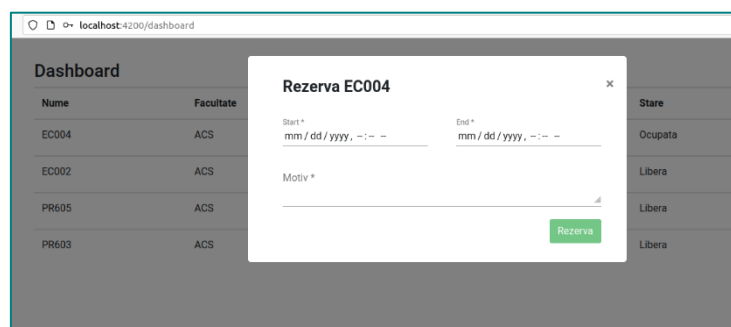 localhost:4200/dashboard
Dashboard
Nume Facultate Stare
EC004 ACS Ocupata
EC002 ACS Libera
PR605 ACS Libera
PR603 ACS Libera
Rezerva EC004 ×
Start * End *
mm / dd / yyyy, --:-- -- mm / dd / yyyy, --:-- --
Motiv *
Rezerva